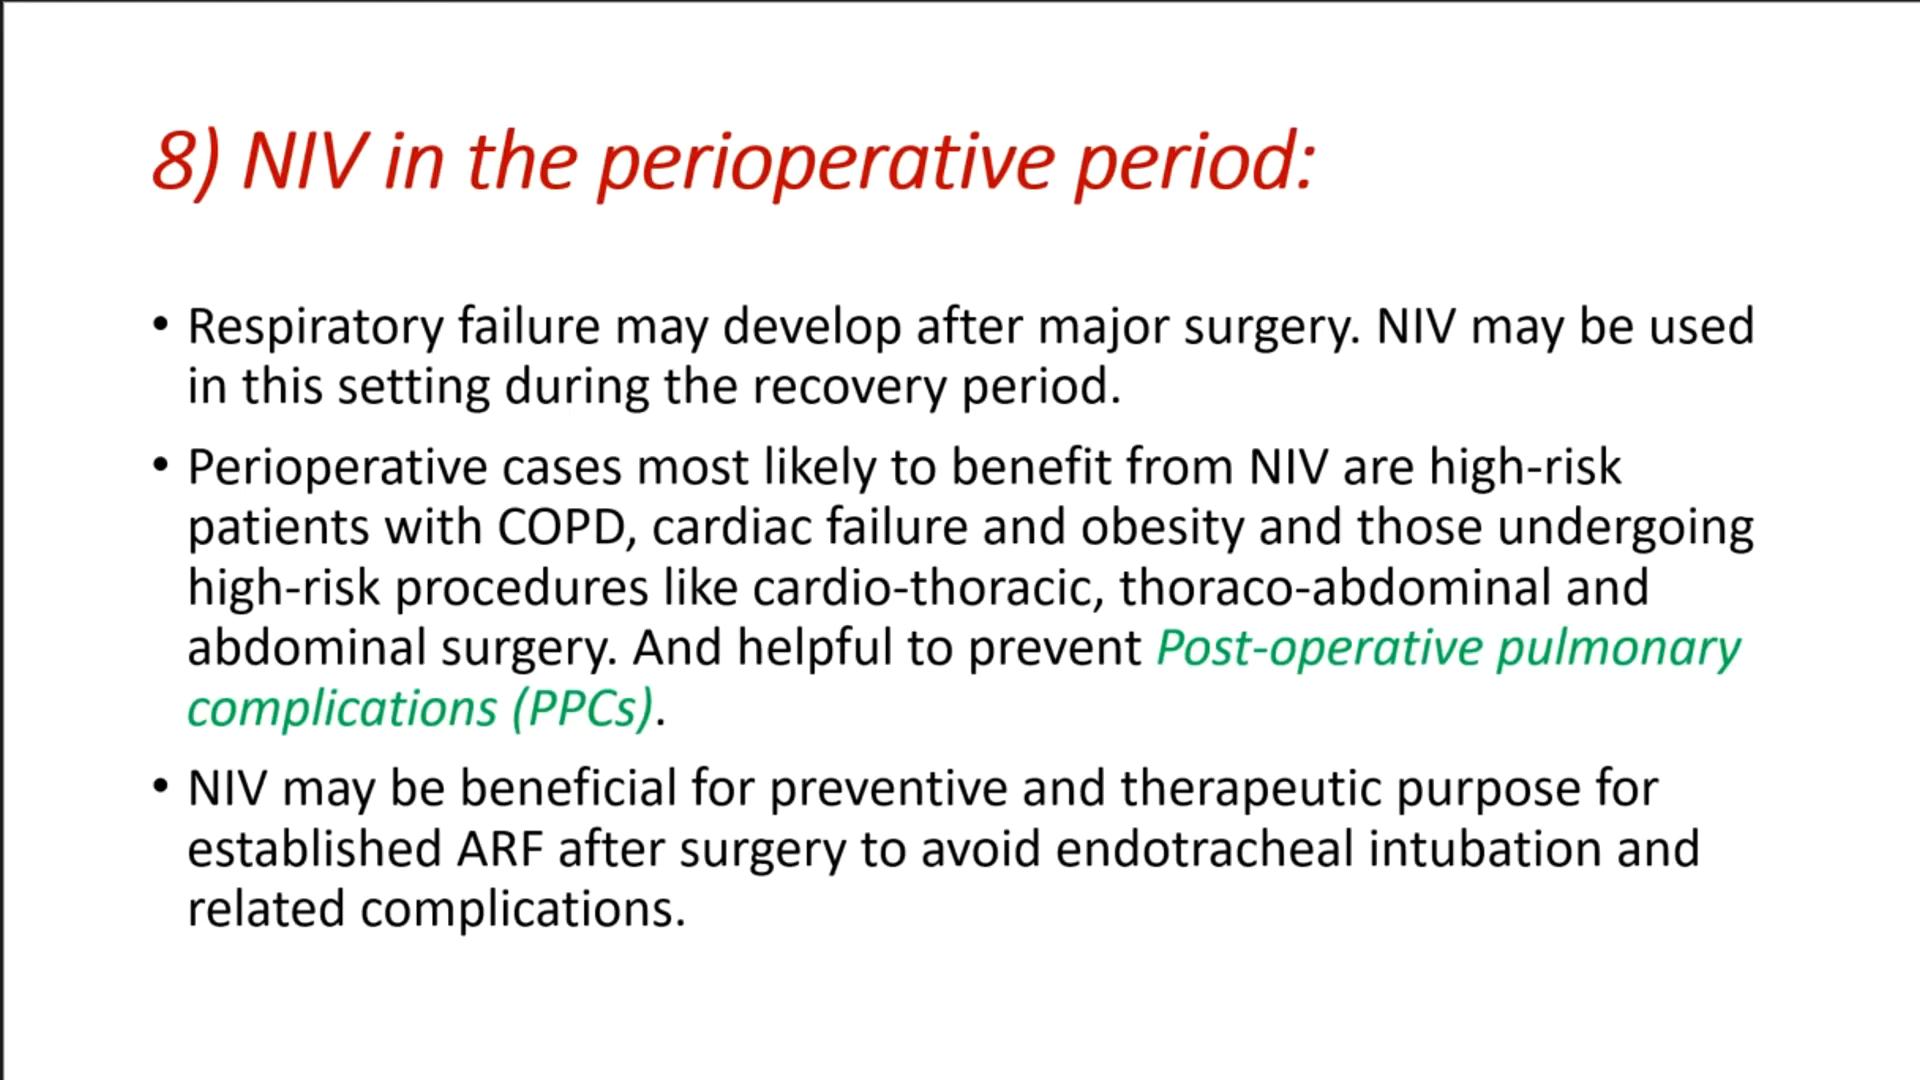 8) NIV in the perioperative period:
• Respiratory failure may develop after major surgery. NIV may be used
in this setting during the recovery period.
• Perioperative cases most likely to benefit from NIV are high-risk
patients with COPD, cardiac failure and obesity and those undergoing
high-risk procedures like cardio-thoracic, thoraco-abdominal and
abdominal surgery. And helpful to prevent Post-operative pulmonary
complications (PPCs).
• NIV may be beneficial for preventive and therapeutic purpose for
established ARF after surgery to avoid endotracheal intubation and
related complications.